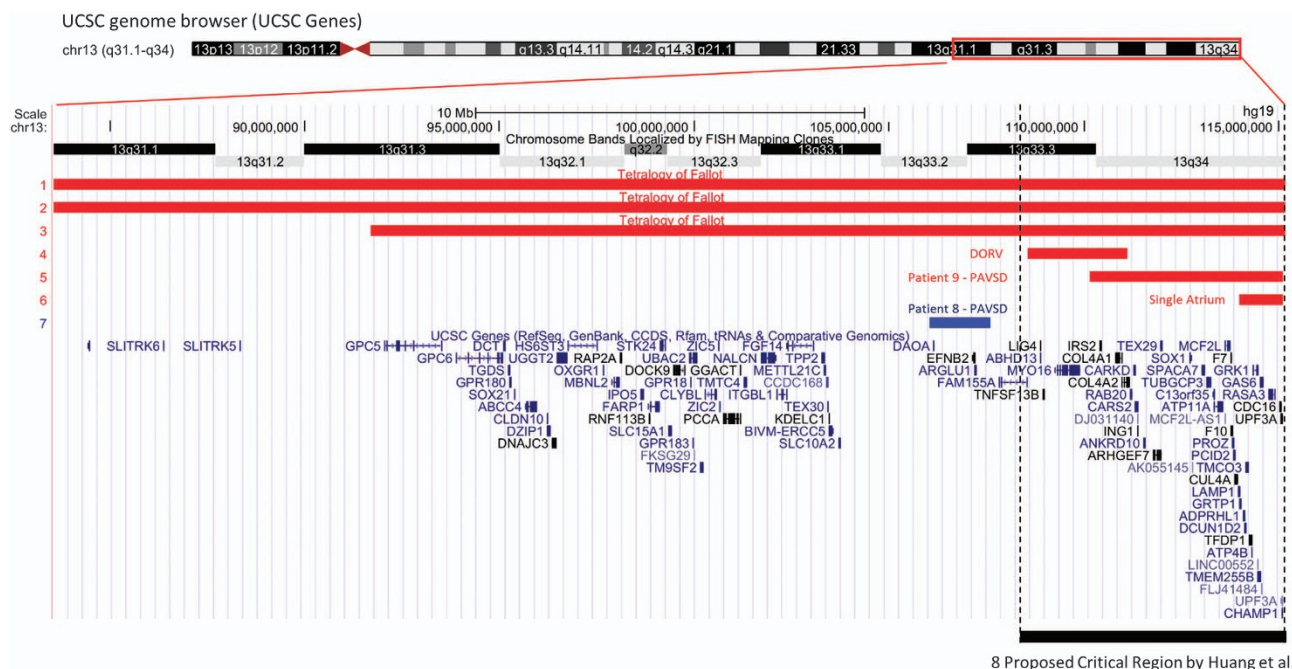 UCSC genome browser (UCSC Genes)
chr13 (q31.1-q34) 13p13 13p12 13p11.2 q13.3 q14.11 14.2 q14.3 q21.1 21.33 13q31.1 q31.3 13q34
Scale 10 Mb hg19
chr13: 90,000,000 95,000,000 100,000,000 105,000,000 110,000,000 115,000,000
Chromosome Bands Localized by FISH Mapping Clones
13q31.1 13q31.3 q32.2 13q33.1 13q33.3
13q31.2 13q32.1 13q32.3 13q33.2 13q34
Tetralogy of Fallot
1
Tetralogy of Fallot
2
Tetralogy of Fallot
3
4 DORV
5 Patient 9 - PAVSD
6 Single Atrium
7 Patient 8 - PAVSD
UCSC Genes (RefSeq, GenBank, CCDS, Rfam, tRNAs & Comparative Genomics)
SLITRK6 SLITRK5 GPC5 DCT HS6ST3 STK24 ZIC5 FGF14 DAOA LIG4 IRS2 TEX29 MCF2L
GPC6 UGGT2 RAP2A UBAC2 NALCN TPP2 EFNB2 ABHD13 COL4A1 SOX1 F7
TGDS OXGR1 DOCK9 GGACT METTL21C ARGLU1 MYO16 CARKD SPACA7 GRK1
GPR180 MBNL2 GPR18 TMTC4 CCDC168 FAM155A COL4A2 TUBGCP3 GAS6
SOX21 IPO5 CLYBL ITGBL1 TNFSF13B RAB20 C13orf35 RASA3
ABCC4 FARP1 ZIC2 TEX30 CARS2 ATP11A CDC16
CLDN10 RNF113B PCCA KDELC1 DJ031140 MCF2L-AS1 UPF3A
DZIP1 SLC15A1 BIVM-ERCC5 ING1 F10
DNAJC3 GPR183 SLC10A2 ANKRD10 PROZ
FKSG29 ARHGEF7 PCID2
TM9SF2 AK055145 TMCO3
CUL4A
LAMP1
GRTP1
ADPRHL1
DCUN1D2
TFDP1
ATP4B
LINC00552
TMEM255B
FLJ41484
UPF3A
CHAMP1
8 Proposed Critical Region by Huang et al